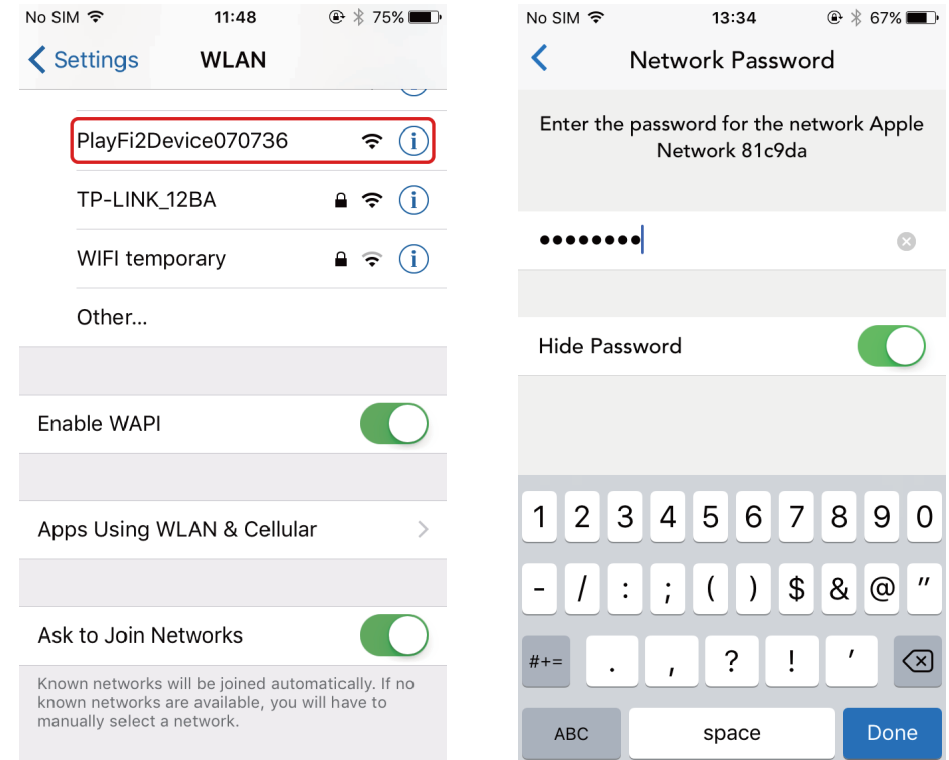 No SIM 11:48 75%
Settings WLAN
PlayFi2Device070736
TP-LINK_12BA
WIFI temporary
Other...
Enable WAPI
Apps Using WLAN & Cellular
Ask to Join Networks
Known networks will be joined automatically. If no
known networks are available, you will have to
manually select a network.
No SIM 13:34 67%
Network Password
Enter the password for the network Apple
Network 81c9da
••••••••
Hide Password
1 2 3 4 5 6 7 8 9 0
- / : ; ( ) $ & @ "
#+= . , ? ! ′
ABC space Done